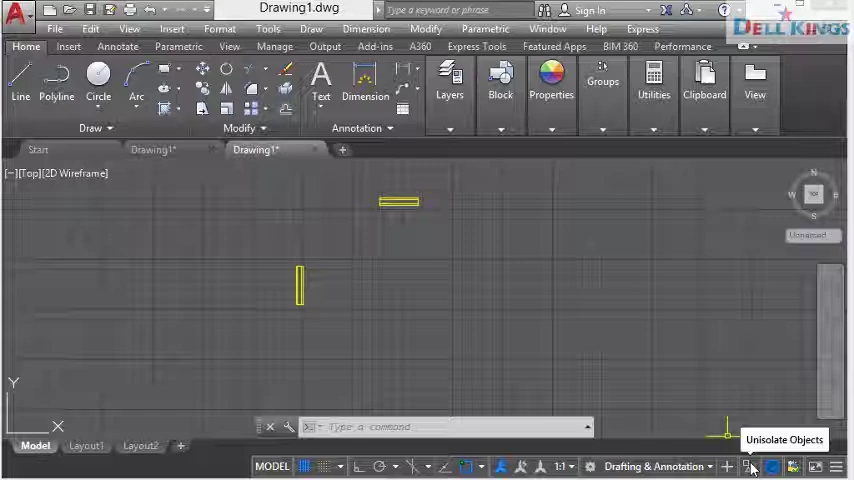 Drawing1.dwg
Type a keyword or phrase
Sign In
DELL KINGS
File Edit View Insert Format Tools Draw Dimension Modify Parametric Window Help Express
Home Insert Annotate Parametric View Manage Output Add-ins A360 Express Tools Featured Apps BIM 360 Performance
Line Polyline Circle Arc Text Dimension Layers Block Properties Groups Utilities Clipboard View
Draw Modify Annotation
Start Drawing1* Drawing1*
[−][Top][2D Wireframe]
N
W TOP E
S
Unnamed
Y
X
Type a command
Model Layout1 Layout2 +
Unisolate Objects
MODEL 1:1 Drafting & Annotation